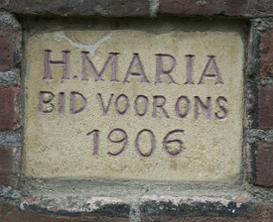 H.MARIA
BID VOOR ONS
1906